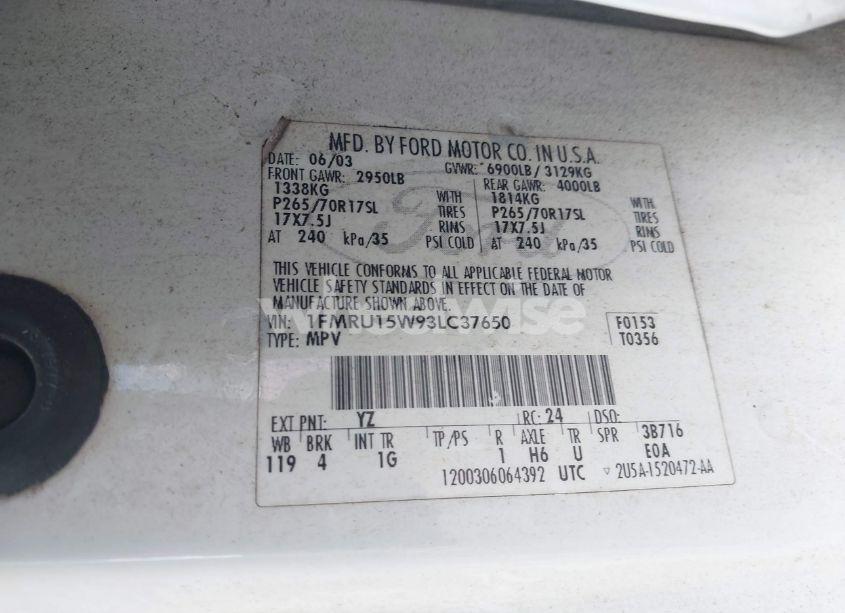 MFD. BY FORD MOTOR CO. IN U.S.A.
DATE: 06/03 GVWR: 6900LB / 3129KG
FRONT GAWR: 2950LB REAR GAWR: 4000LB
1338KG WITH 1814KG WITH
P265/70R17SL TIRES P265/70R17SL TIRES
17X7.5J RIMS 17X7.5J RIMS
AT 240 kPa/35 PSI COLD AT 240 kPa/35 PSI COLD
THIS VEHICLE CONFORMS TO ALL APPLICABLE FEDERAL MOTOR
VEHICLE SAFETY STANDARDS IN EFFECT ON THE DATE OF
MANUFACTURE SHOWN ABOVE.
VIN: 1FMRU15W93LC37650 F0153
TYPE: MPV T0356
EXT PNT: YZ RC: 24 DSO:
WB BRK INT TR TP/PS R AXLE TR SPR 3B716
119 4 1G 1 H6 U E0A
1200306064392 UTC 2U5A-1520472-AA
Ford